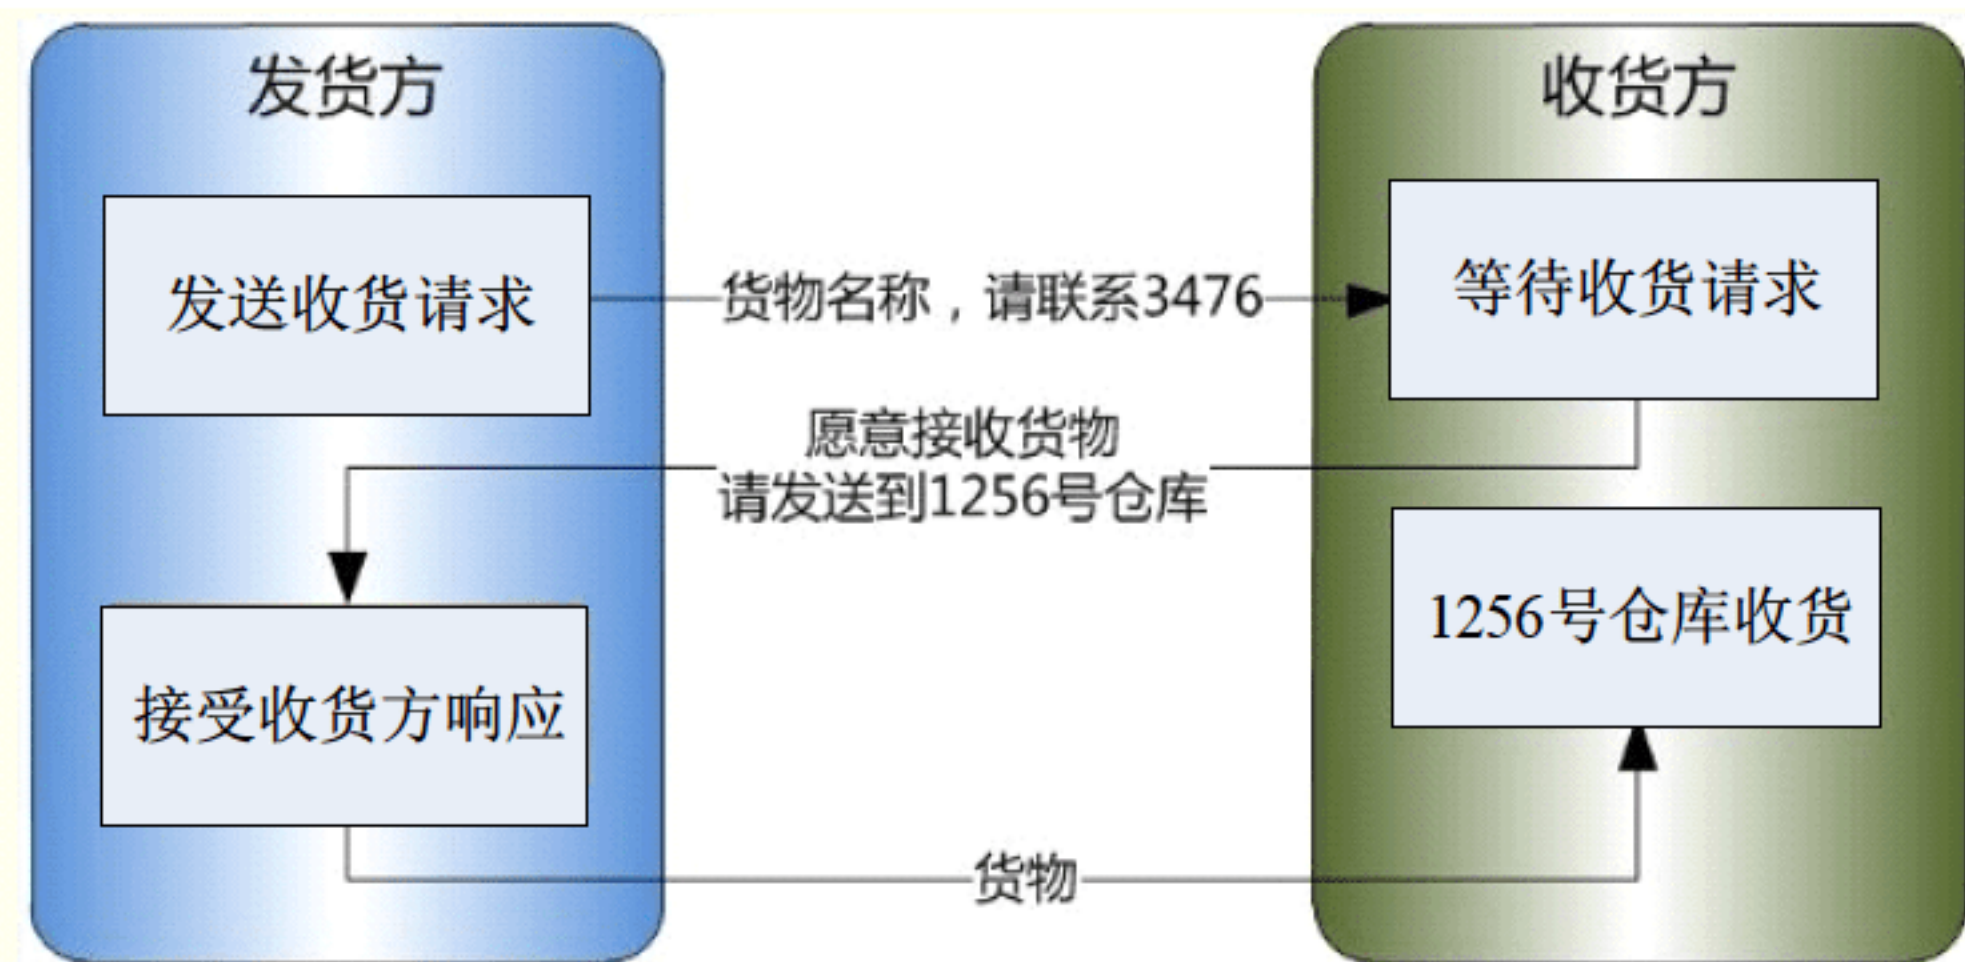 发货方
收货方
发送收货请求
货物名称，请联系3476
等待收货请求
愿意接收货物
请发送到1256号仓库
1256号仓库收货
接受收货方响应
货物